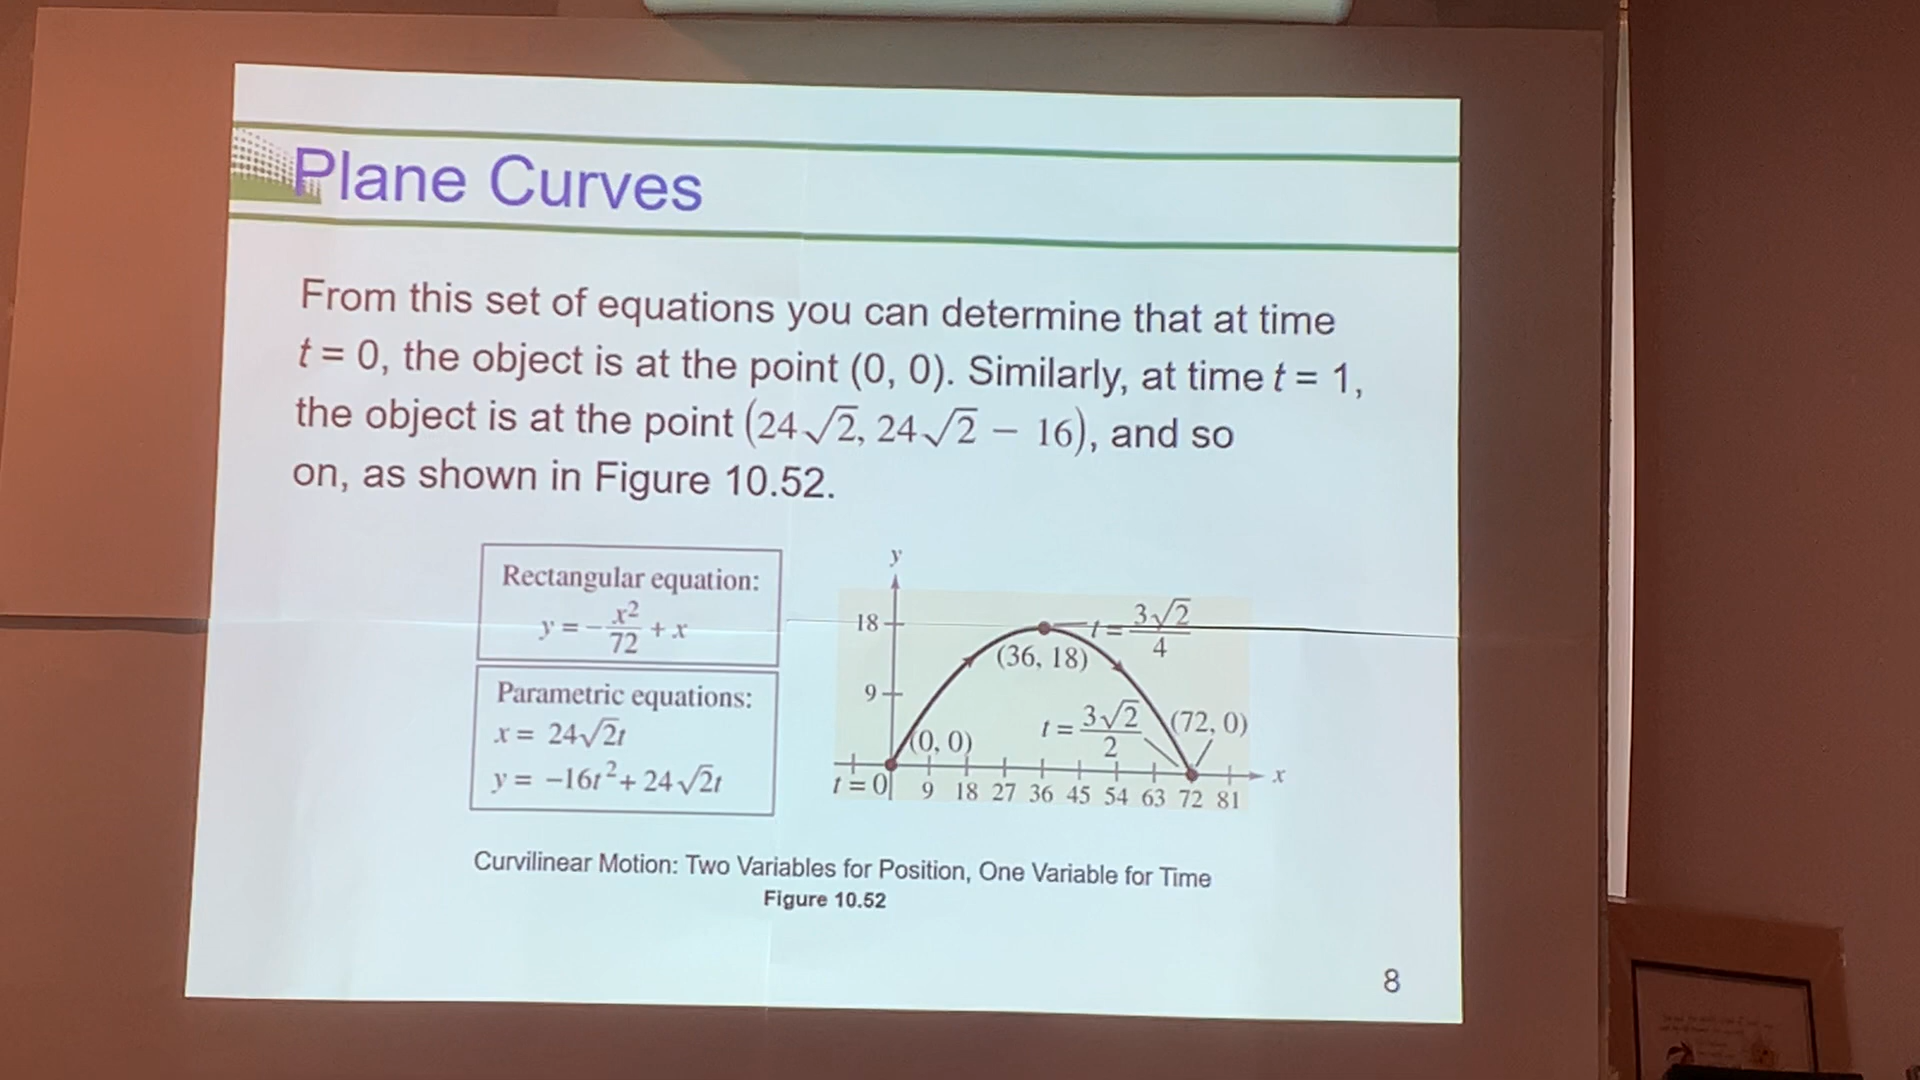 Plane Curves
From this set of equations you can determine that at time
t = 0, the object is at the point (0, 0). Similarly, at time t = 1,
the object is at the point (24√2, 24√2 − 16), and so
on, as shown in Figure 10.52.
Rectangular equation:
y = −x²/72 + x
Parametric equations:
x = 24√2t
y = −16t² + 24√2t
y
18
t = 3√2/4
(36, 18)
9
t = 3√2/2
(72, 0)
(0, 0)
x
t = 0
9 18 27 36 45 54 63 72 81
Curvilinear Motion: Two Variables for Position, One Variable for Time
Figure 10.52
8